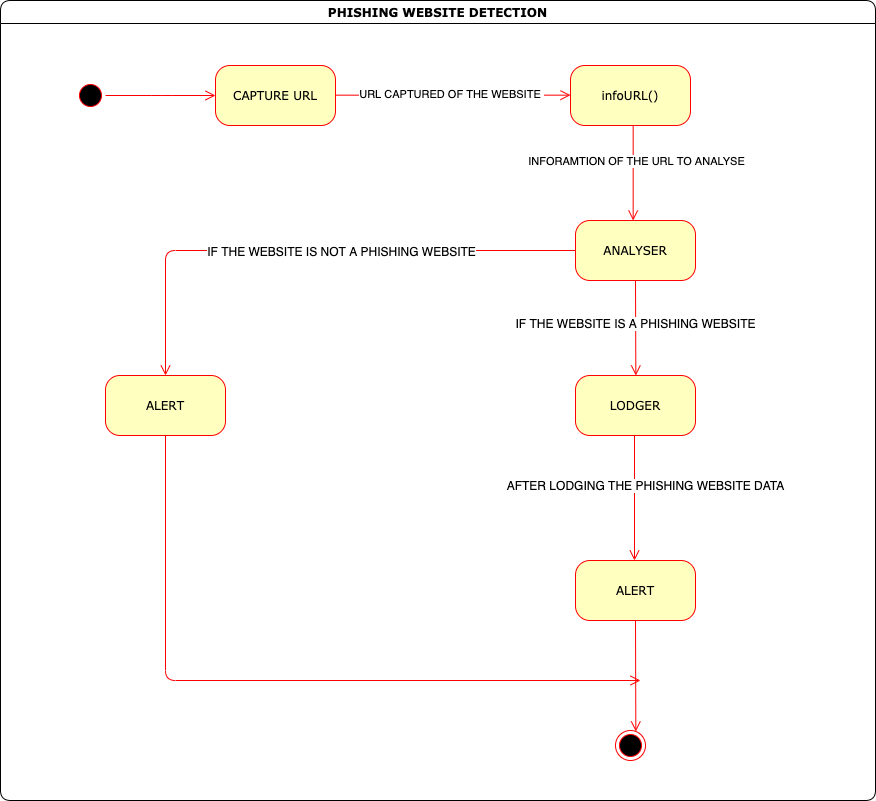 PHISHING WEBSITE DETECTION
CAPTURE URL
URL CAPTURED OF THE WEBSITE
infoURL()
INFORAMTION OF THE URL TO ANALYSE
ANALYSER
IF THE WEBSITE IS NOT A PHISHING WEBSITE
IF THE WEBSITE IS A PHISHING WEBSITE
ALERT
LODGER
AFTER LODGING THE PHISHING WEBSITE DATA
ALERT